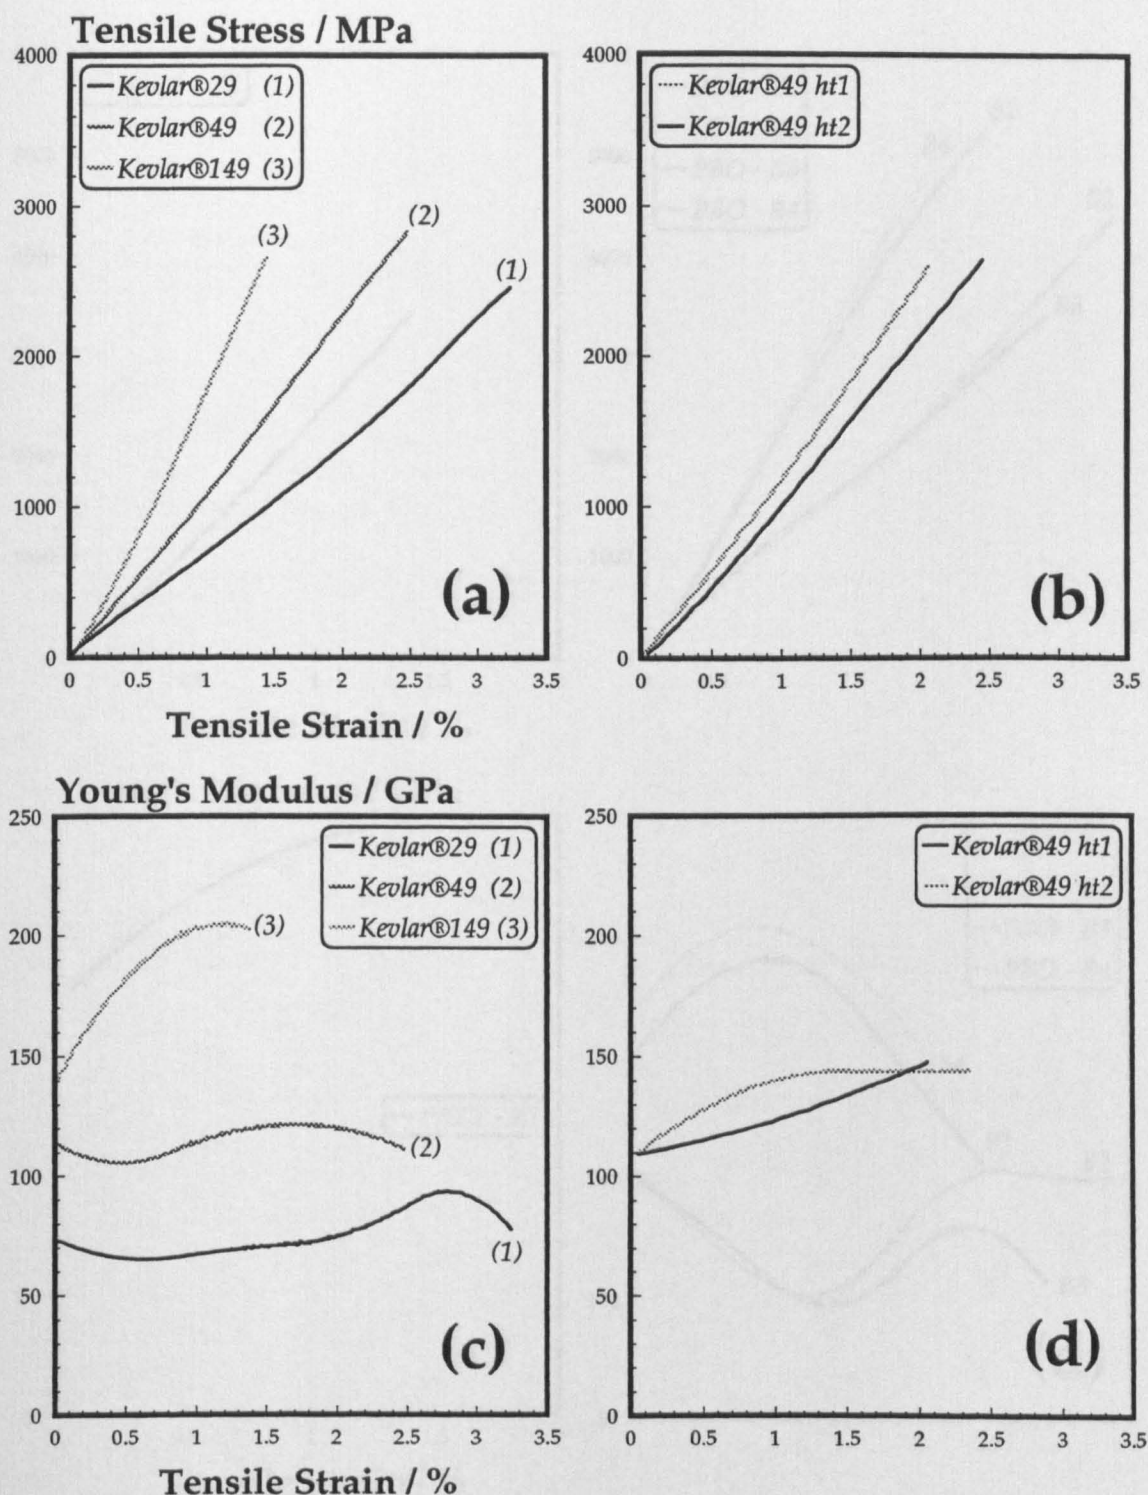 Tensile Stress / MPa
4000
3000
2000
1000
0
Kevlar®29 (1)
Kevlar®49 (2)
Kevlar®149 (3)
(3)
(2)
(1)
(a)
0 0.5 1 1.5 2 2.5 3 3.5
Tensile Strain / %
4000
3000
2000
1000
0
Kevlar®49 ht1
Kevlar®49 ht2
(b)
0 0.5 1 1.5 2 2.5 3 3.5
Young's Modulus / GPa
250
200
150
100
50
0
Kevlar®29 (1)
Kevlar®49 (2)
Kevlar®149 (3)
(3)
(2)
(1)
(c)
0 0.5 1 1.5 2 2.5 3 3.5
Tensile Strain / %
250
200
150
100
50
0
Kevlar®49 ht1
Kevlar®49 ht2
(d)
0 0.5 1 1.5 2 2.5 3 3.5